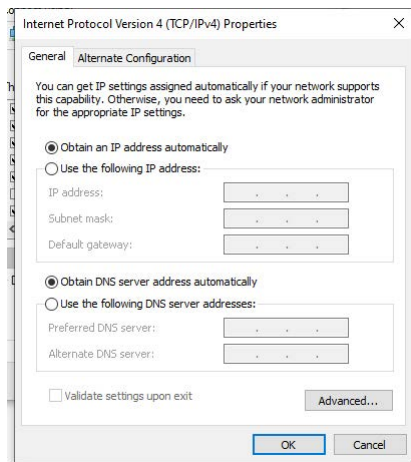 Internet Protocol Version 4 (TCP/IPv4) Properties
General Alternate Configuration
You can get IP settings assigned automatically if your network supports
this capability. Otherwise, you need to ask your network administrator
for the appropriate IP settings.
Obtain an IP address automatically
Use the following IP address:
IP address:
Subnet mask:
Default gateway:
Obtain DNS server address automatically
Use the following DNS server addresses:
Preferred DNS server:
Alternate DNS server:
Validate settings upon exit
Advanced...
OK Cancel